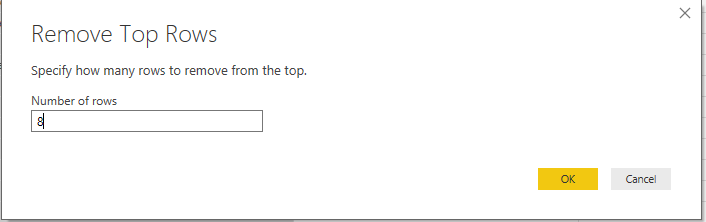 Remove Top Rows
Specify how many rows to remove from the top.
Number of rows
8
OK
Cancel